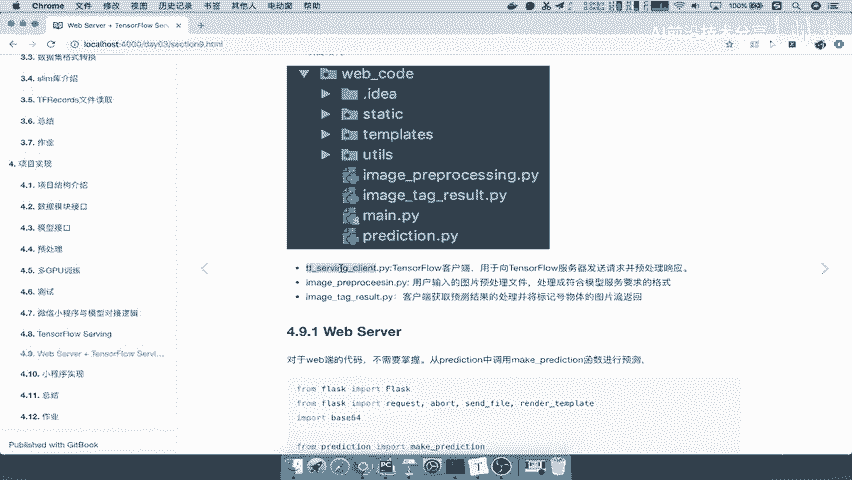 Chrome 文件 修改 视图 历史记录 书签 其他人 电动窗 帮助
100%
Web Server + TensorFlow Serv
localhost:4000/day03/section9.html
3.3. 数据集格式转换
3.4. slim库介绍
3.5. TFRecords文件读取
3.6. 总结
3.7. 作业
4. 项目实现
4.1. 项目结构介绍
4.2. 数据模块接口
4.3. 模型接口
4.4. 预处理
4.5. 多GPU训练
4.6. 测试
4.7. 微信小程序与模型对接逻辑
4.8. TensorFlow Serving
4.9. Web Server + TensorFlow Servi...
4.10. 小程序实现
4.11. 总结
4.12. 作业
Published with GitBook
web_code
.idea
static
templates
utils
image_preprocessing.py
image_tag_result.py
main.py
prediction.py
tf_serving_client.py:TensorFlow客户端，用于向TensorFlow服务器发送请求并预处理响应。
image_preproceesin.py: 用户输入的图片预处理文件，处理成符合模型服务要求的格式
image_tag_result.py： 客户端获取预测结果的处理并将标记号物体的图片流返回
4.9.1 Web Server
对于web端的代码，不需要掌握。从prediction中调用make_prediction函数进行预测。
from flask import Flask
from flask import request, abort, send_file, render_template
import base64
from prediction import make_prediction